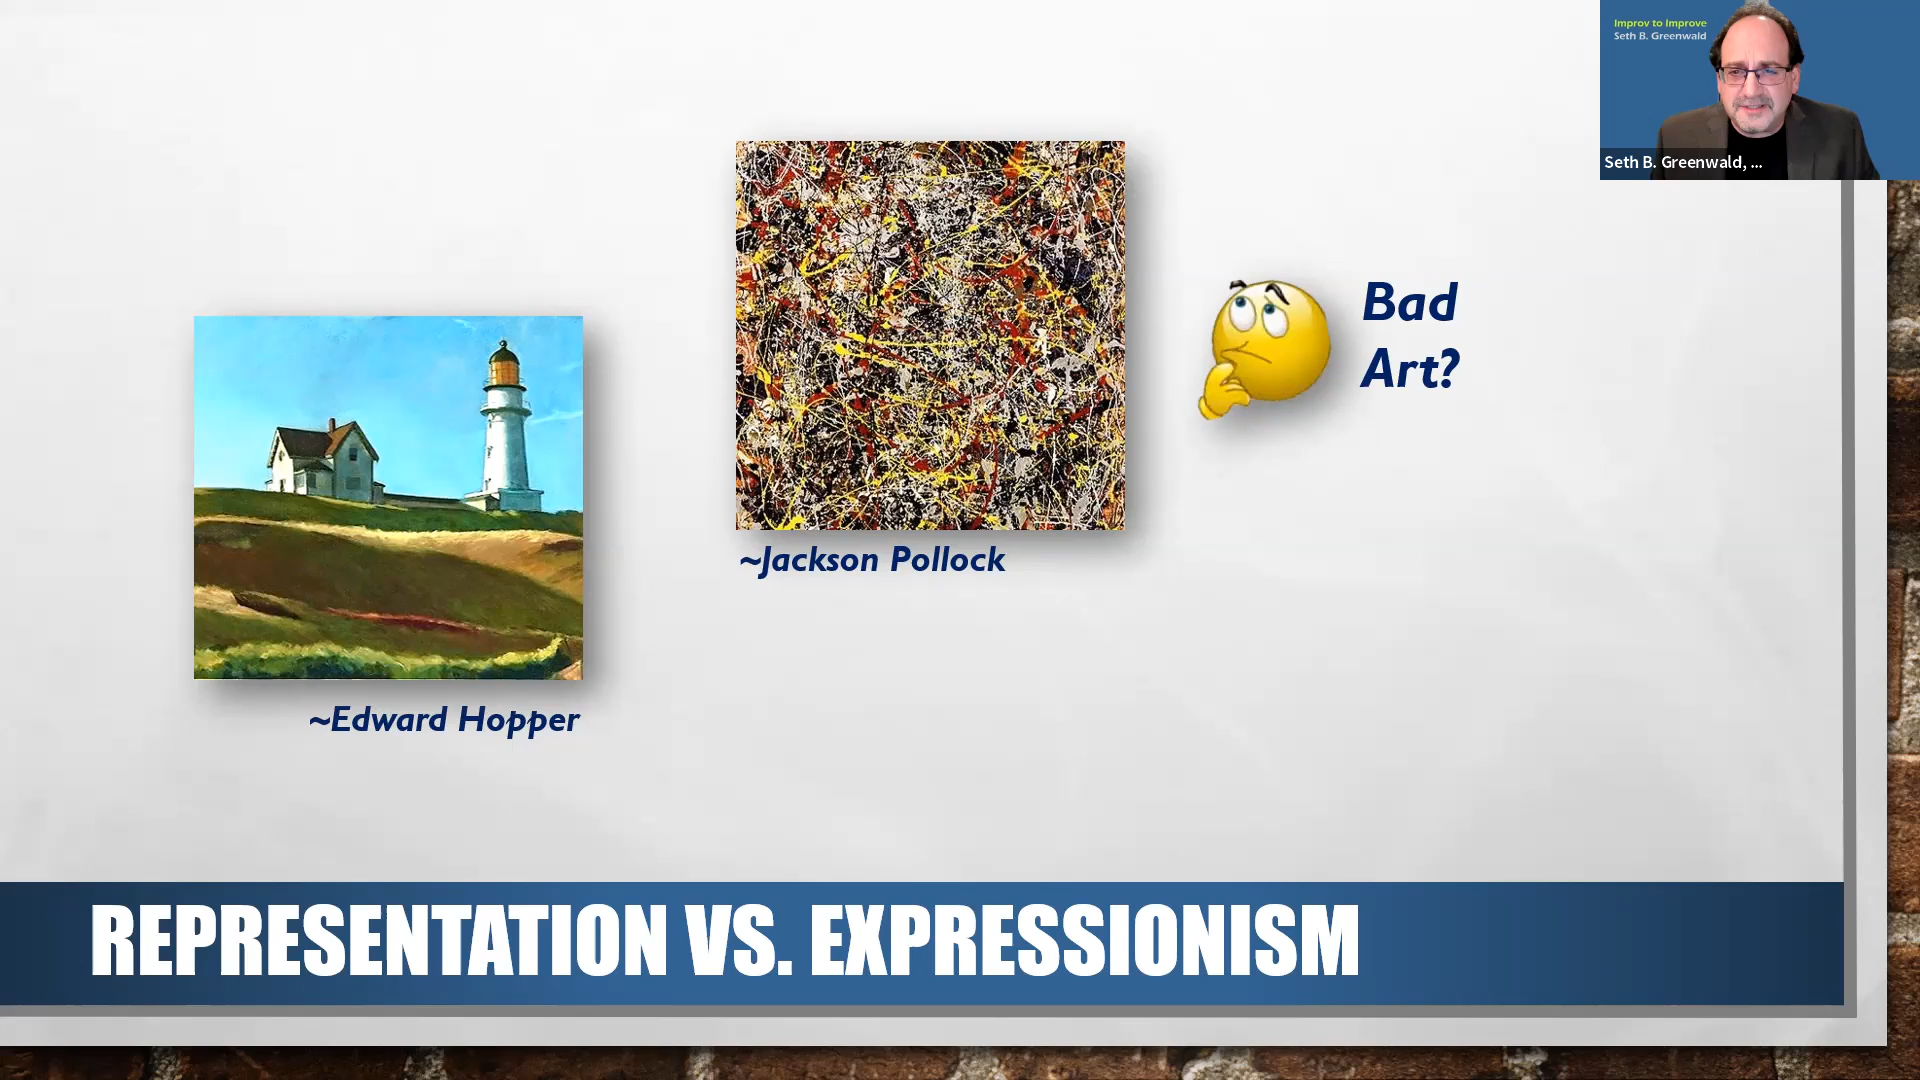 Improv to Improve
Seth B. Greenwald
Seth B. Greenwald, ...
Bad
Art?
~Jackson Pollock
~Edward Hopper
REPRESENTATION VS. EXPRESSIONISM